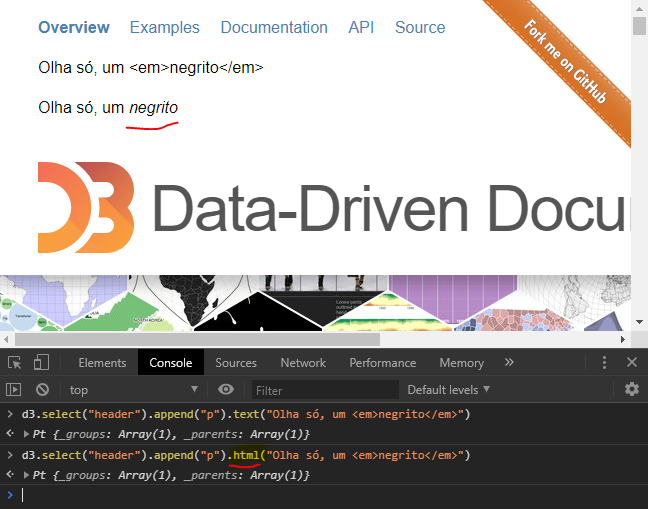 Overview Examples Documentation API Source
Fork me on GitHub
Olha só, um <em>negrito</em>
Olha só, um negrito
D3 Data-Driven Docu
Elements Console Sources Network Performance Memory »
top Filter Default levels
> d3.select("header").append("p").text("Olha só, um <em>negrito</em>")
Pt {_groups: Array(1), _parents: Array(1)}
> d3.select("header").append("p").html("Olha só, um <em>negrito</em>")
Pt {_groups: Array(1), _parents: Array(1)}
>